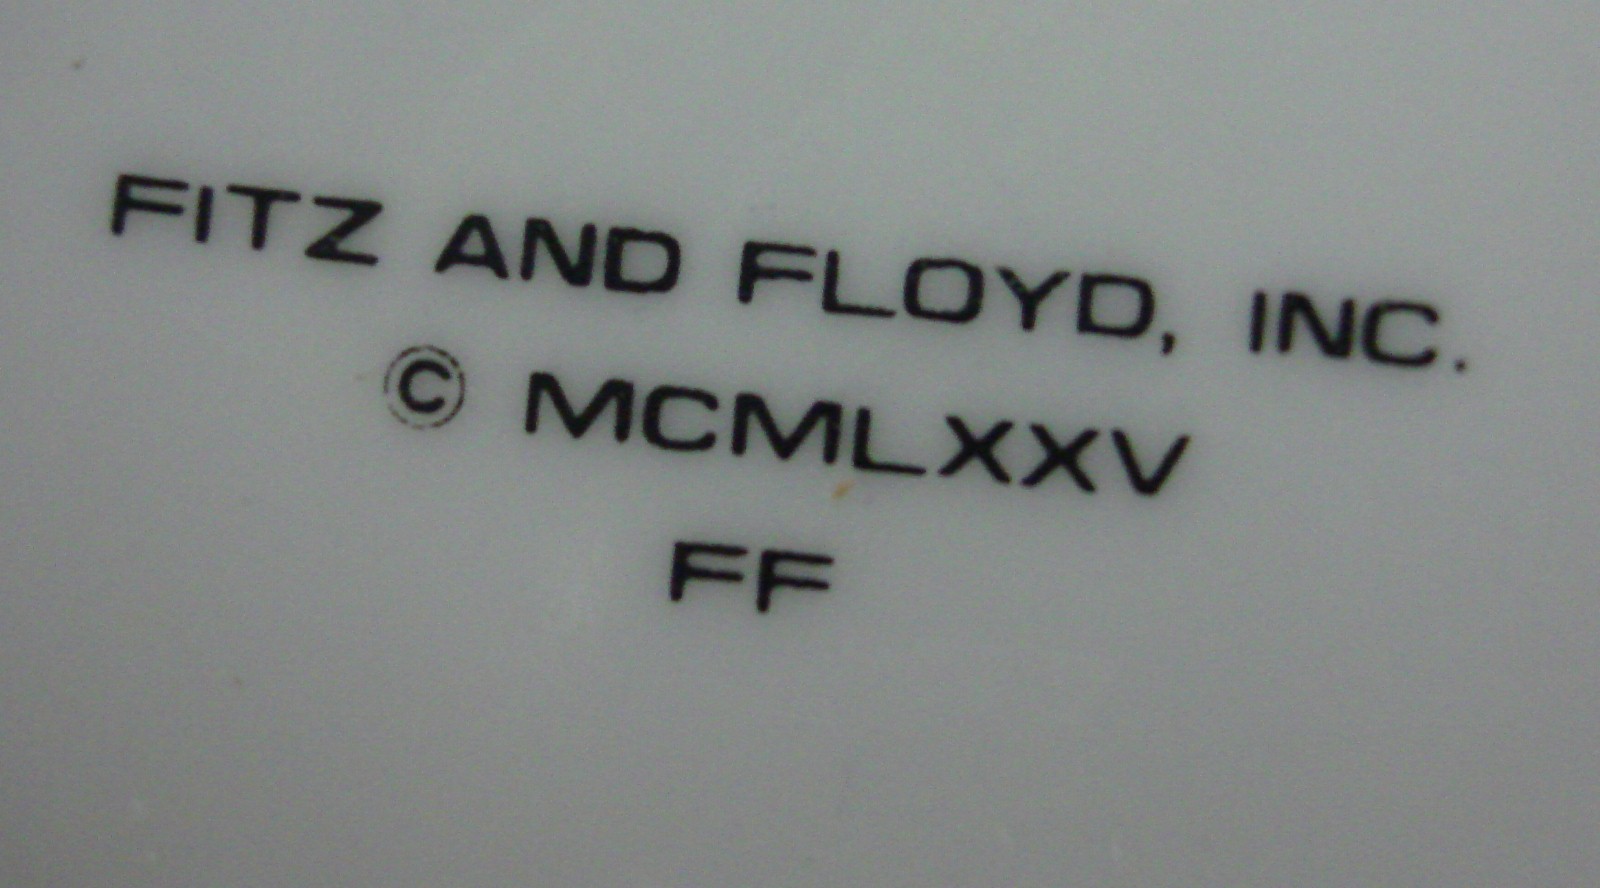 FITZ AND FLOYD, INC.
© MCMLXXV
FF